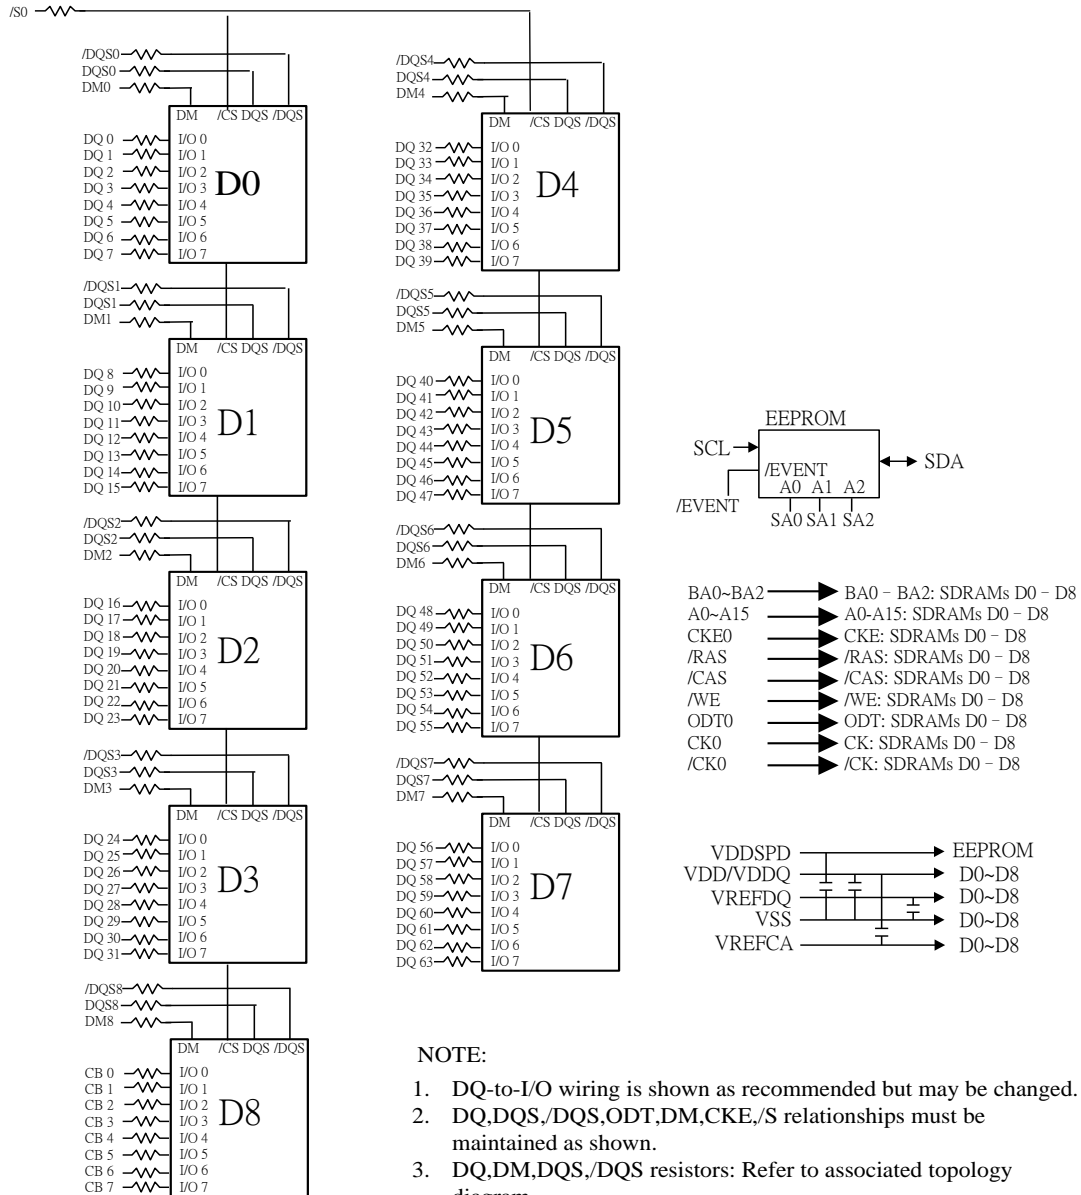 /S0
/DQS0
DQS0
DM0
DM /CS DQS /DQS
DQ 0 I/O 0
DQ 1 I/O 1
DQ 2 I/O 2
DQ 3 I/O 3
DQ 4 I/O 4
DQ 5 I/O 5
DQ 6 I/O 6
DQ 7 I/O 7
D0
/DQS1
DQS1
DM1
DM /CS DQS /DQS
DQ 8 I/O 0
DQ 9 I/O 1
DQ 10 I/O 2
DQ 11 I/O 3
DQ 12 I/O 4
DQ 13 I/O 5
DQ 14 I/O 6
DQ 15 I/O 7
D1
/DQS2
DQS2
DM2
DM /CS DQS /DQS
DQ 16 I/O 0
DQ 17 I/O 1
DQ 18 I/O 2
DQ 19 I/O 3
DQ 20 I/O 4
DQ 21 I/O 5
DQ 22 I/O 6
DQ 23 I/O 7
D2
/DQS3
DQS3
DM3
DM /CS DQS /DQS
DQ 24 I/O 0
DQ 25 I/O 1
DQ 26 I/O 2
DQ 27 I/O 3
DQ 28 I/O 4
DQ 29 I/O 5
DQ 30 I/O 6
DQ 31 I/O 7
D3
/DQS8
DQS8
DM8
DM /CS DQS /DQS
CB 0 I/O 0
CB 1 I/O 1
CB 2 I/O 2
CB 3 I/O 3
CB 4 I/O 4
CB 5 I/O 5
CB 6 I/O 6
CB 7 I/O 7
D8
/DQS4
DQS4
DM4
DM /CS DQS /DQS
DQ 32 I/O 0
DQ 33 I/O 1
DQ 34 I/O 2
DQ 35 I/O 3
DQ 36 I/O 4
DQ 37 I/O 5
DQ 38 I/O 6
DQ 39 I/O 7
D4
/DQS5
DQS5
DM5
DM /CS DQS /DQS
DQ 40 I/O 0
DQ 41 I/O 1
DQ 42 I/O 2
DQ 43 I/O 3
DQ 44 I/O 4
DQ 45 I/O 5
DQ 46 I/O 6
DQ 47 I/O 7
D5
/DQS6
DQS6
DM6
DM /CS DQS /DQS
DQ 48 I/O 0
DQ 49 I/O 1
DQ 50 I/O 2
DQ 51 I/O 3
DQ 52 I/O 4
DQ 53 I/O 5
DQ 54 I/O 6
DQ 55 I/O 7
D6
/DQS7
DQS7
DM7
DM /CS DQS /DQS
DQ 56 I/O 0
DQ 57 I/O 1
DQ 58 I/O 2
DQ 59 I/O 3
DQ 60 I/O 4
DQ 61 I/O 5
DQ 62 I/O 6
DQ 63 I/O 7
D7
EEPROM
SCL SDA
/EVENT
A0 A1 A2
/EVENT
SA0 SA1 SA2
BA0~BA2 BA0 – BA2: SDRAMs D0 – D8
A0~A15 A0-A15: SDRAMs D0 – D8
CKE0 CKE: SDRAMs D0 – D8
/RAS /RAS: SDRAMs D0 – D8
/CAS /CAS: SDRAMs D0 – D8
/WE /WE: SDRAMs D0 – D8
ODT0 ODT: SDRAMs D0 – D8
CK0 CK: SDRAMs D0 – D8
/CK0 /CK: SDRAMs D0 – D8
VDDSPD EEPROM
VDD/VDDQ D0~D8
VREFDQ D0~D8
VSS D0~D8
VREFCA D0~D8
NOTE:
1. DQ-to-I/O wiring is shown as recommended but may be changed.
2. DQ,DQS,/DQS,ODT,DM,CKE,/S relationships must be
maintained as shown.
3. DQ,DM,DQS,/DQS resistors: Refer to associated topology